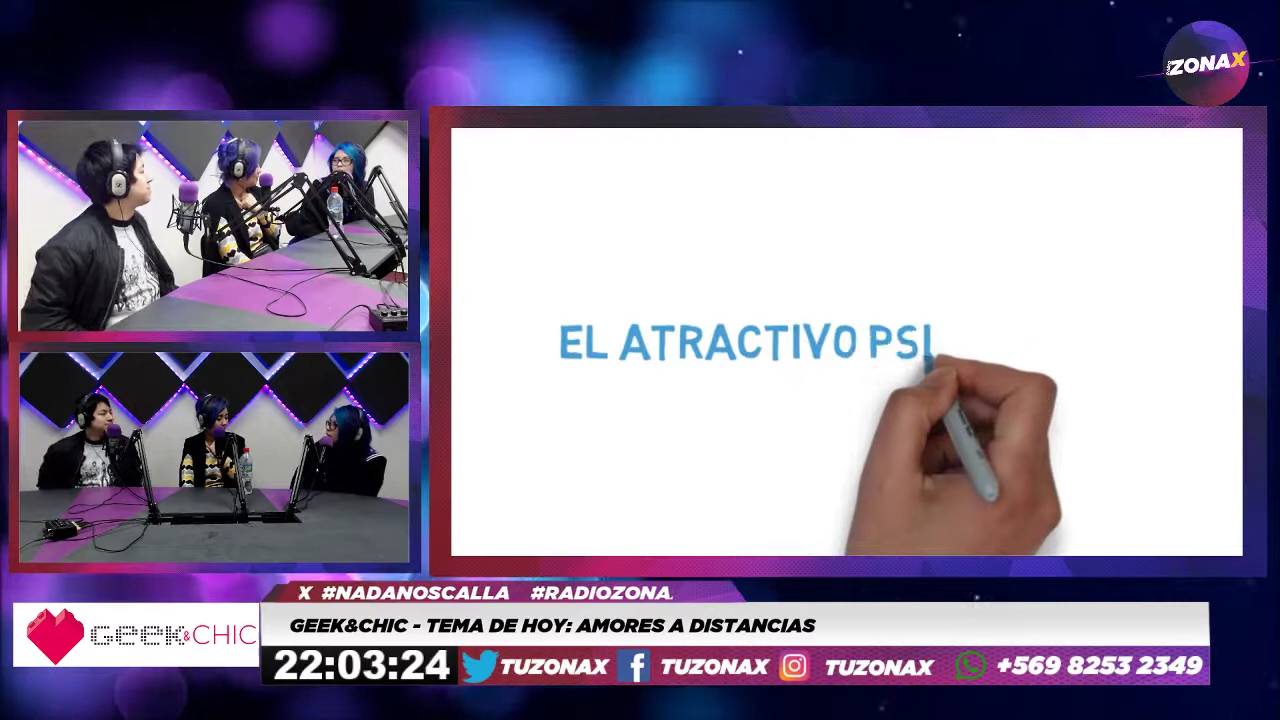 ZONAX
EL ATRACTIVO PSI
X #NADANOSCALLA #RADIOZONA
GEEK&CHIC
GEEK&CHIC - TEMA DE HOY: AMORES A DISTANCIAS
22:03:24 TUZONAX TUZONAX TUZONAX +569 8253 2349